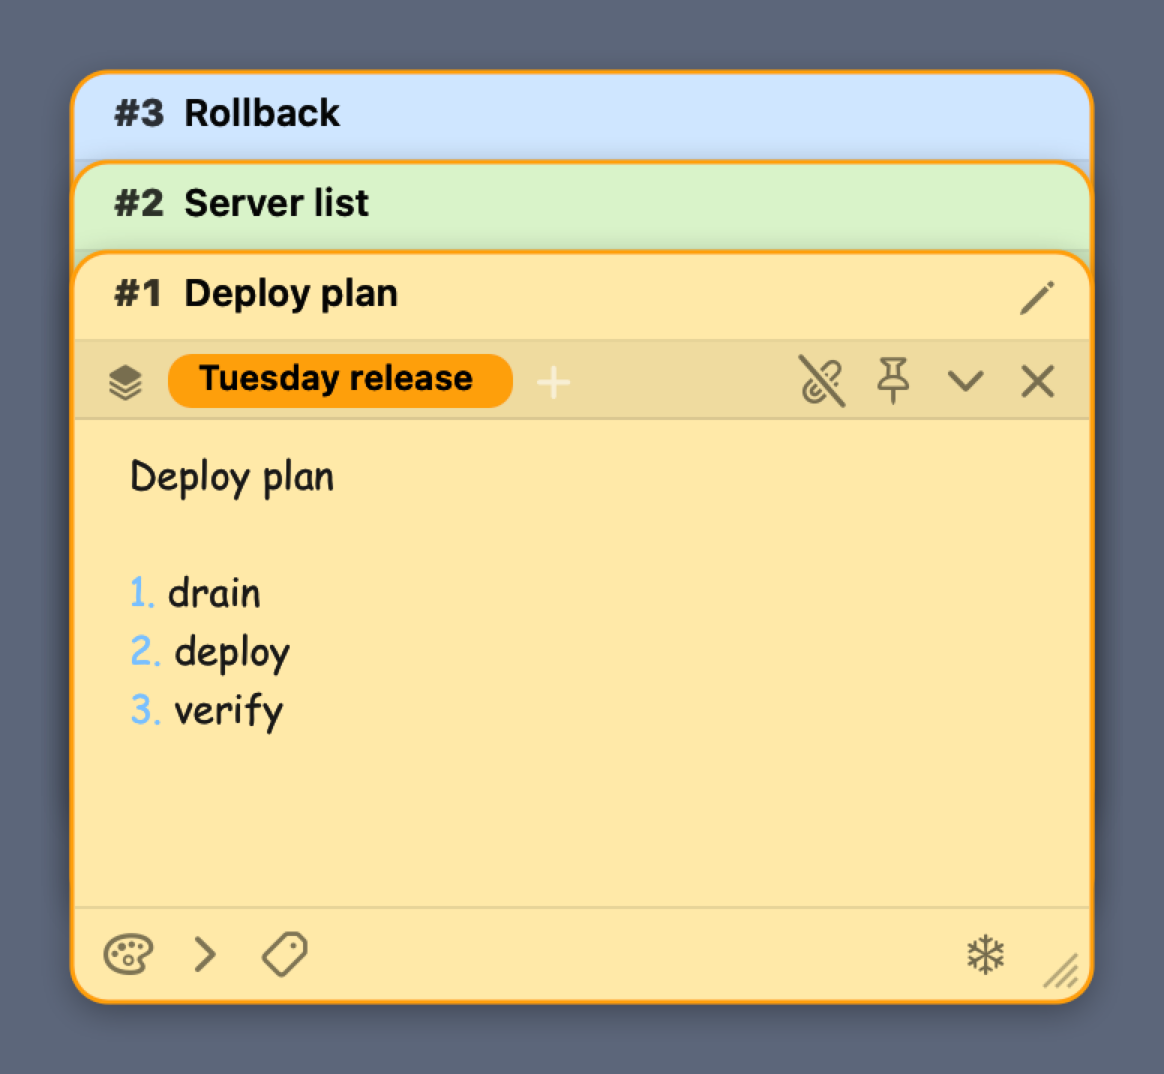 #3 Rollback
#2 Server list
#1 Deploy plan
Tuesday release
Deploy plan
1. drain
2. deploy
3. verify